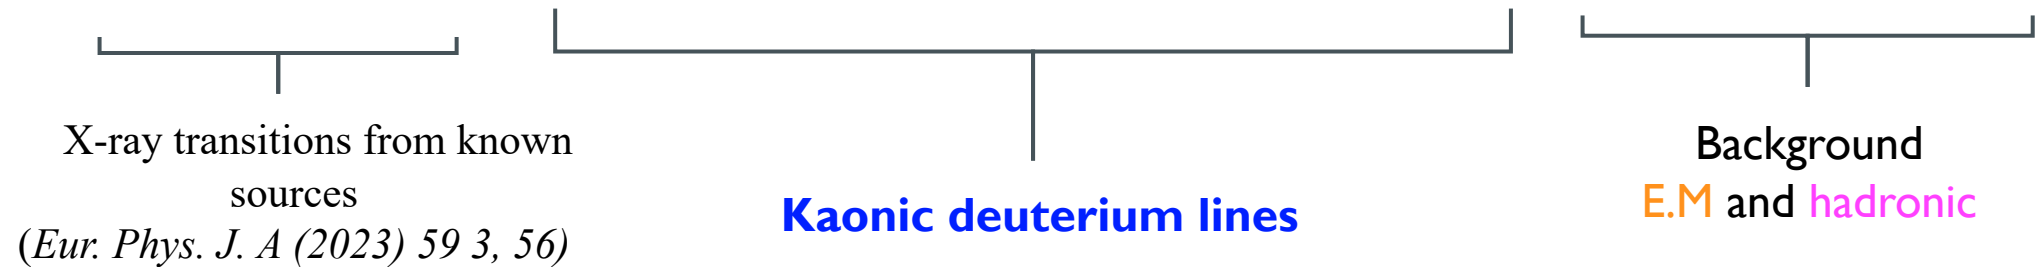 X-ray transitions from known
sources
(Eur. Phys. J. A (2023) 59 3, 56)
Kaonic deuterium lines
Background
E.M and hadronic